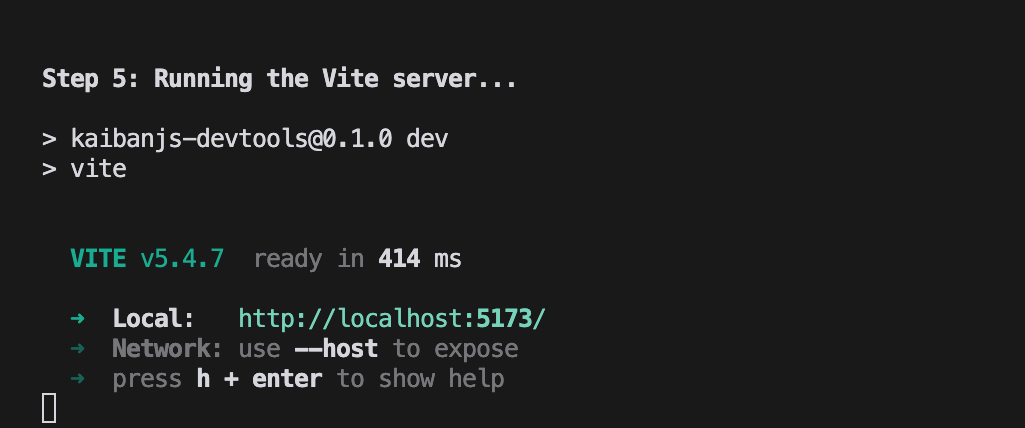 Step 5: Running the Vite server...
> kaibanjs-devtools@0.1.0 dev
> vite
VITE v5.4.7  ready in 414 ms
➜  Local:   http://localhost:5173/
➜  Network: use --host to expose
➜  press h + enter to show help